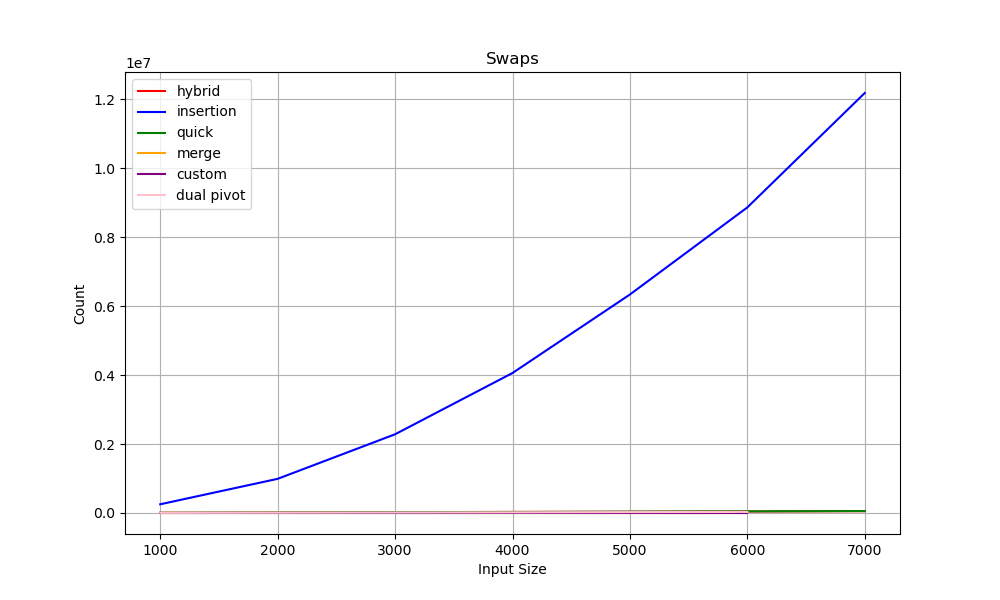 Swaps
1e7
hybrid
insertion
quick
merge
custom
dual pivot
1.2
1.0
0.8
0.6
0.4
0.2
0.0
Count
1000 2000 3000 4000 5000 6000 7000
Input Size